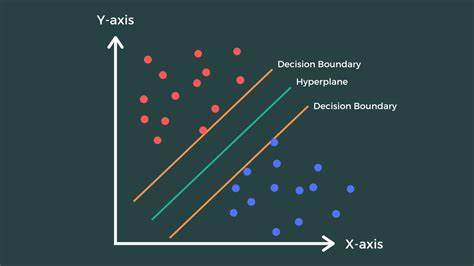 Y-axis
Decision Boundary
Hyperplane
Decision Boundary
X-axis